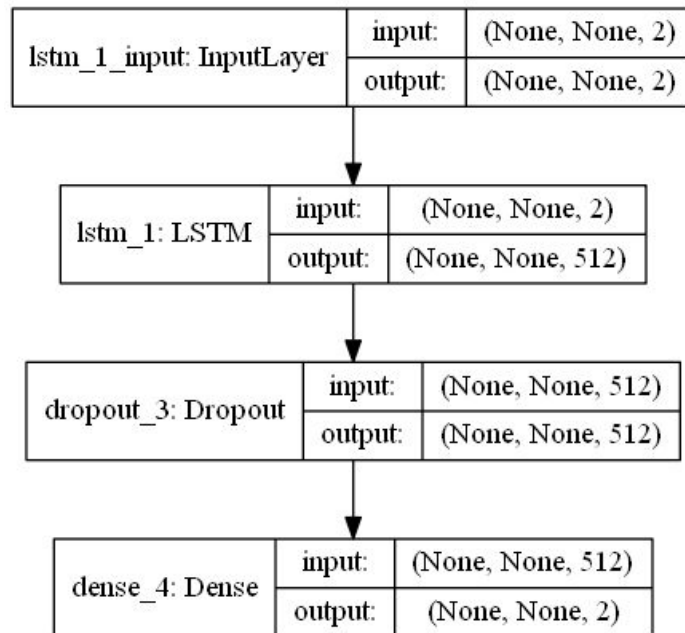 lstm_1_input: InputLayer
input: (None, None, 2)
output: (None, None, 2)
lstm_1: LSTM
input: (None, None, 2)
output: (None, None, 512)
dropout_3: Dropout
input: (None, None, 512)
output: (None, None, 512)
dense_4: Dense
input: (None, None, 512)
output: (None, None, 2)